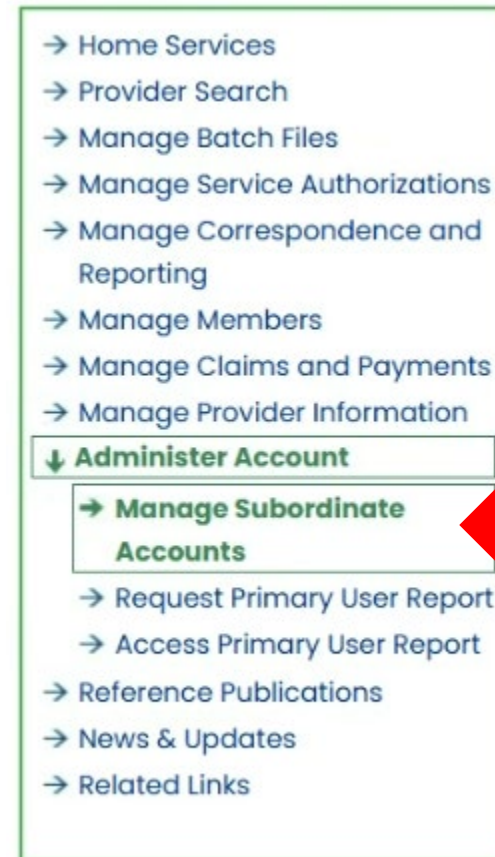 → Home Services
→ Provider Search
→ Manage Batch Files
→ Manage Service Authorizations
→ Manage Correspondence and
Reporting
→ Manage Members
→ Manage Claims and Payments
→ Manage Provider Information
↓ Administer Account
→ Manage Subordinate
Accounts
→ Request Primary User Report
→ Access Primary User Report
→ Reference Publications
→ News & Updates
→ Related Links